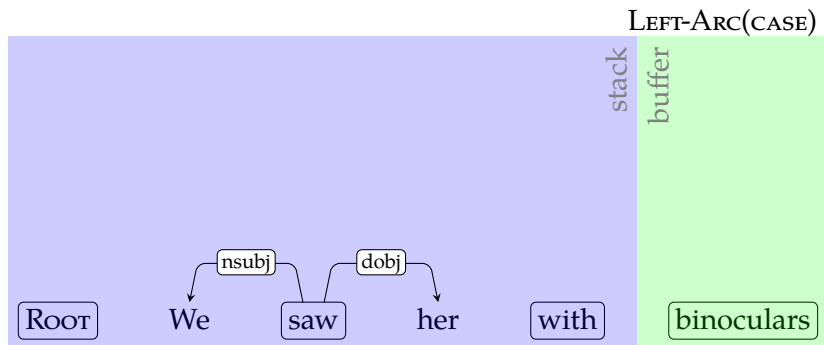 LEFT-ARC(CASE)
stack
buffer
nsubj dobj
ROOT We saw her with binoculars